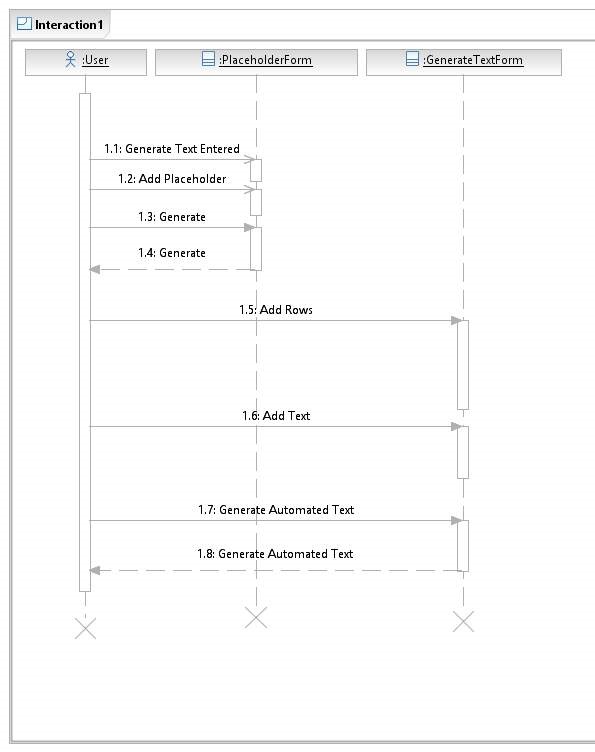 Interaction1
:User
:PlaceholderForm
:GenerateTextForm
1.1: Generate Text Entered
1.2: Add Placeholder
1.3: Generate
1.4: Generate
1.5: Add Rows
1.6: Add Text
1.7: Generate Automated Text
1.8: Generate Automated Text